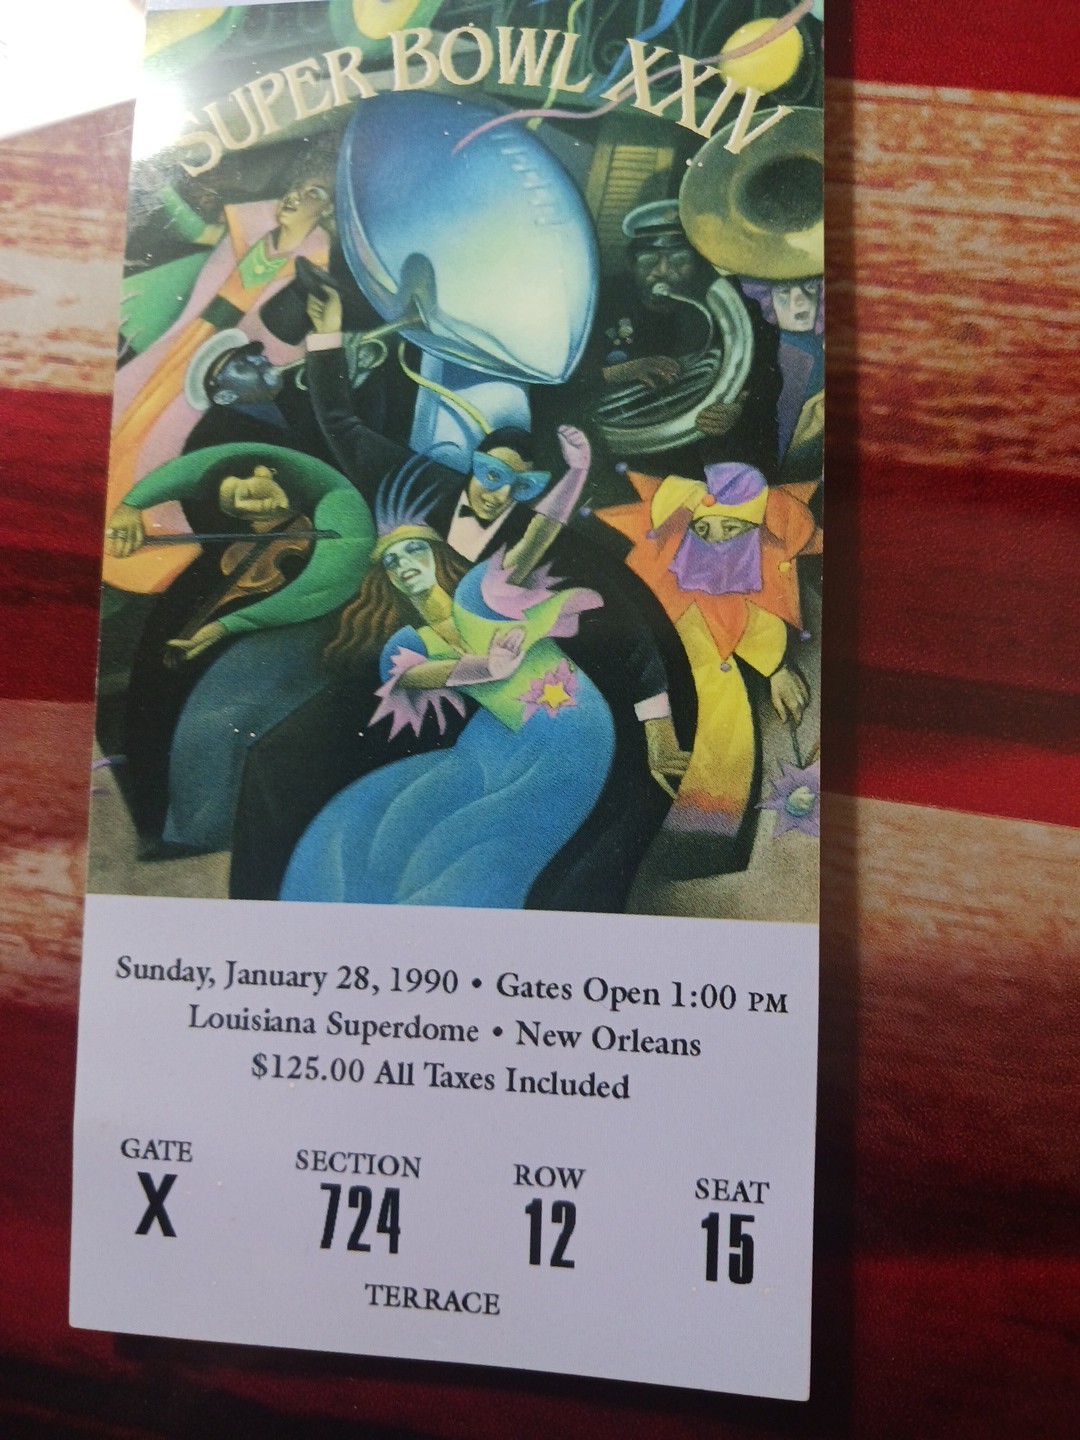 SUPER BOWL XXIV
Sunday, January 28, 1990 • Gates Open 1:00 PM
Louisiana Superdome • New Orleans
$125.00 All Taxes Included
GATE SECTION ROW SEAT
X 724 12 15
TERRACE